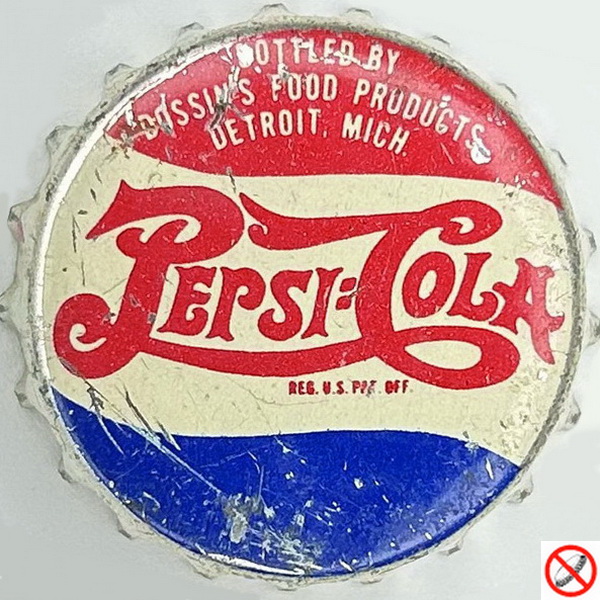 BOTTLED BY
DOSSIN'S FOOD PRODUCTS
DETROIT, MICH.
PEPSI=COLA
REG. U.S. PAT. OFF.